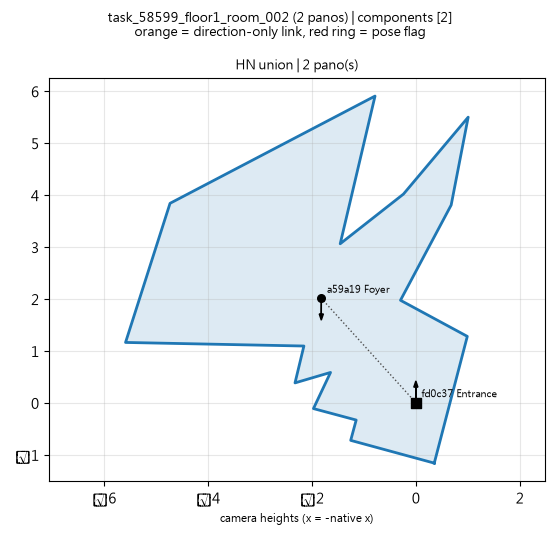 task_58599_floor1_room_002 (2 panos) | components [2]
orange = direction-only link, red ring = pose flag
HN union | 2 pano(s)
6
5
4
3
2
1
0
1
a59a19 Foyer
fd0c37 Entrance
6 4 2 0 2
camera heights (x = -native x)